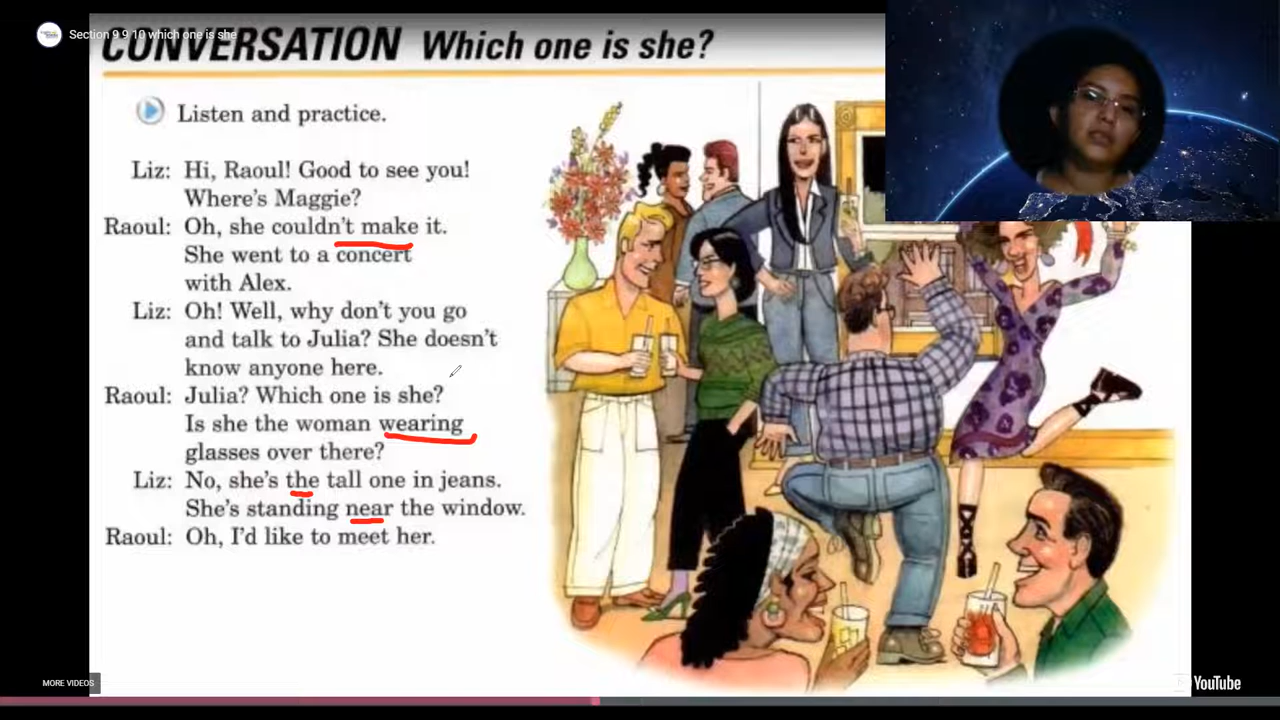 Section 9 9 10 which one is she
CONVERSATION Which one is she?
Listen and practice.
Liz: Hi, Raoul! Good to see you!
Where's Maggie?
Raoul: Oh, she couldn't make it.
She went to a concert
with Alex.
Liz: Oh! Well, why don't you go
and talk to Julia? She doesn't
know anyone here.
Raoul: Julia? Which one is she?
Is she the woman wearing
glasses over there?
Liz: No, she's the tall one in jeans.
She's standing near the window.
Raoul: Oh, I'd like to meet her.
MORE VIDEOS
YouTube